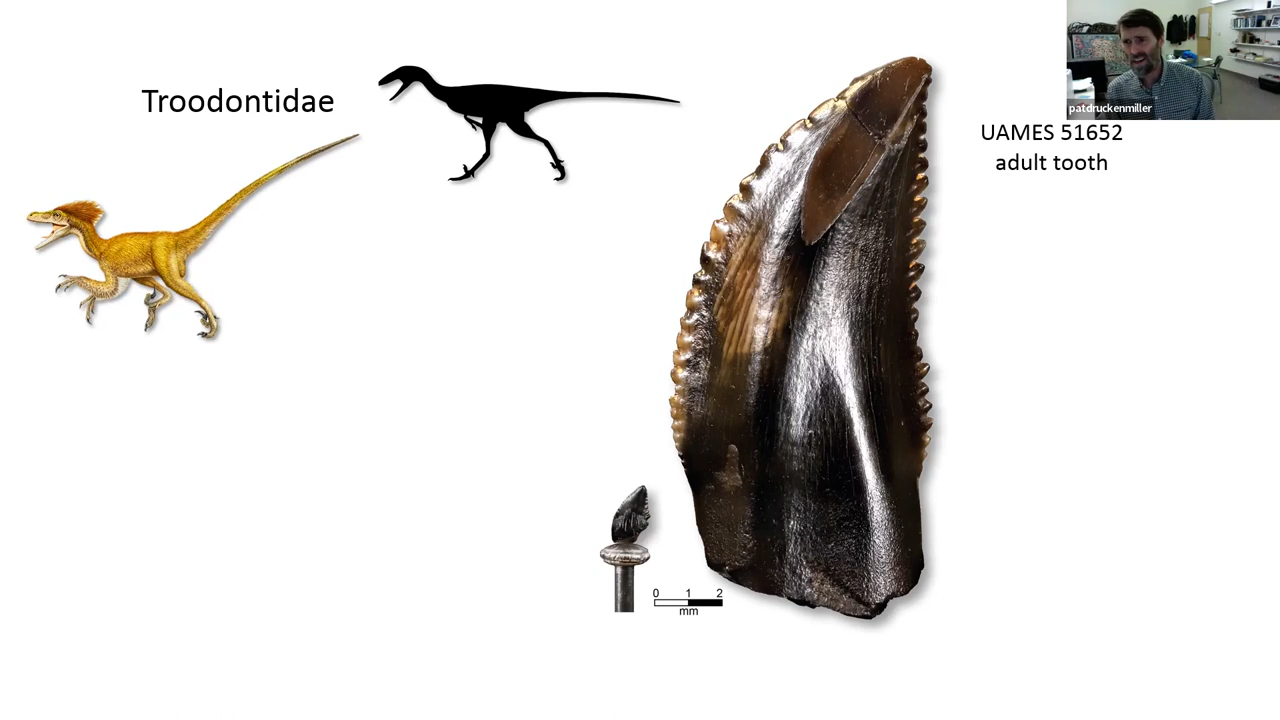 Troodontidae
patdruckenmiller
UAMES 51652
adult tooth
0 1 2
mm